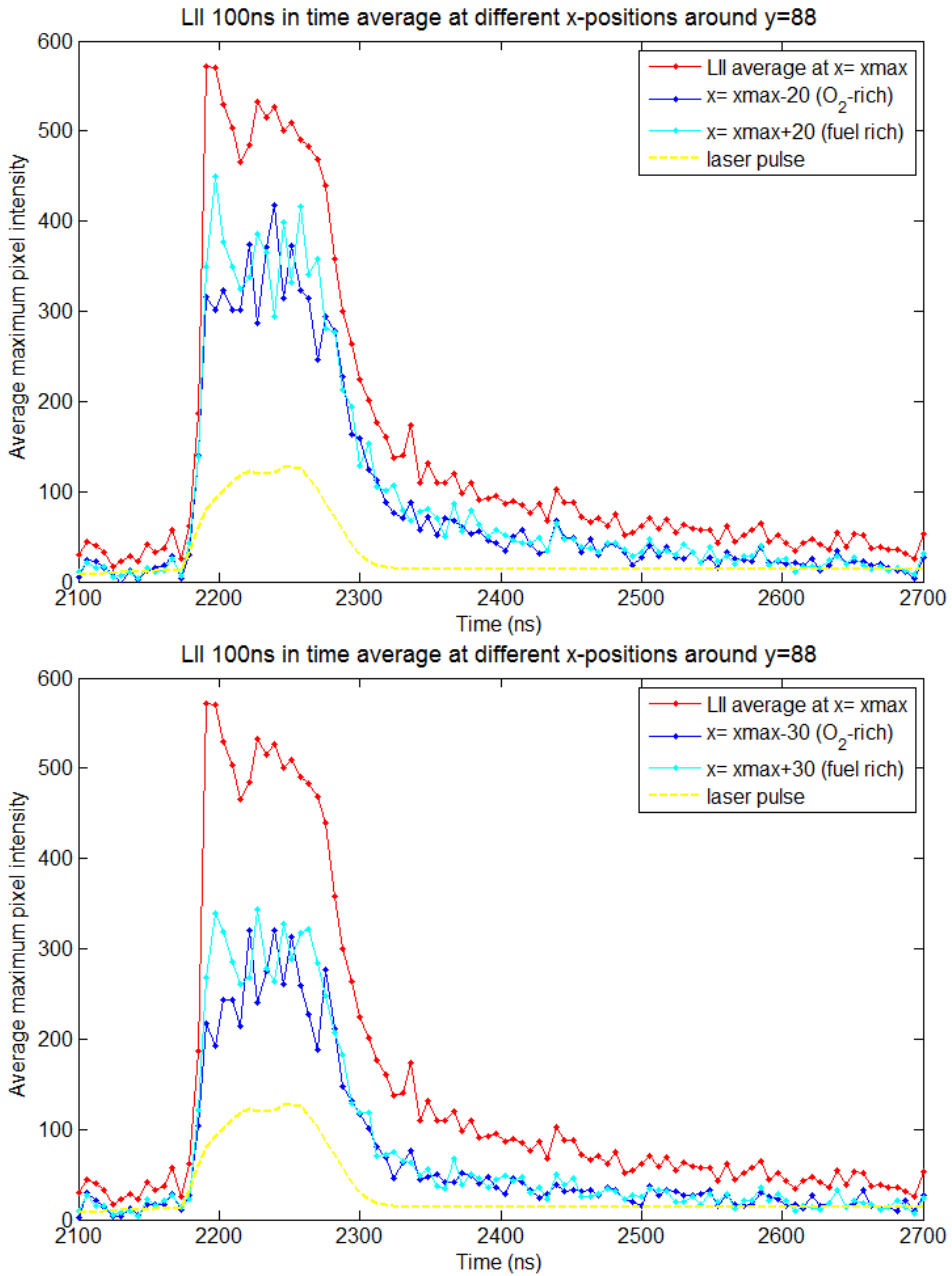 LII 100ns in time average at different x-positions around y=88
Average maximum pixel intensity
600
500
400
300
200
100
0
LII average at x= xmax
x= xmax-20 (O₂-rich)
x= xmax+20 (fuel rich)
laser pulse
2100 2200 2300 2400 2500 2600 2700
Time (ns)
LII 100ns in time average at different x-positions around y=88
Average maximum pixel intensity
600
500
400
300
200
100
0
LII average at x= xmax
x= xmax-30 (O₂-rich)
x= xmax+30 (fuel rich)
laser pulse
2100 2200 2300 2400 2500 2600 2700
Time (ns)